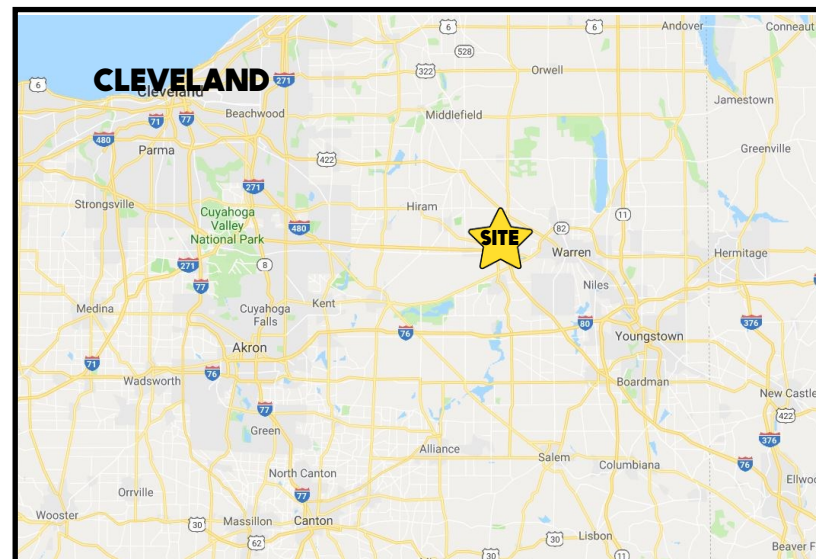 6
6
Andover
Conneaut
528
CLEVELAND
Cleveland
271
322
Orwell
6
71
77
Beachwood
Middlefield
Jamestown
480
Parma
422
Greenville
271
Strongsville
Hiram
Cuyahoga
Valley
National Park
480
SITE
82
11
Warren
Hermitage
271
8
77
Niles
Medina
Cuyahoga
Falls
Kent
80
376
76
Youngstown
Akron
71
Wadsworth
76
Boardman
77
New Castle
422
Green
376
Alliance
Salem
Columbiana
76
North Canton
Ellwo
Orrville
77
Wooster
30
Massillon
Canton
30
Lisbon
62
30
11
Beaver F